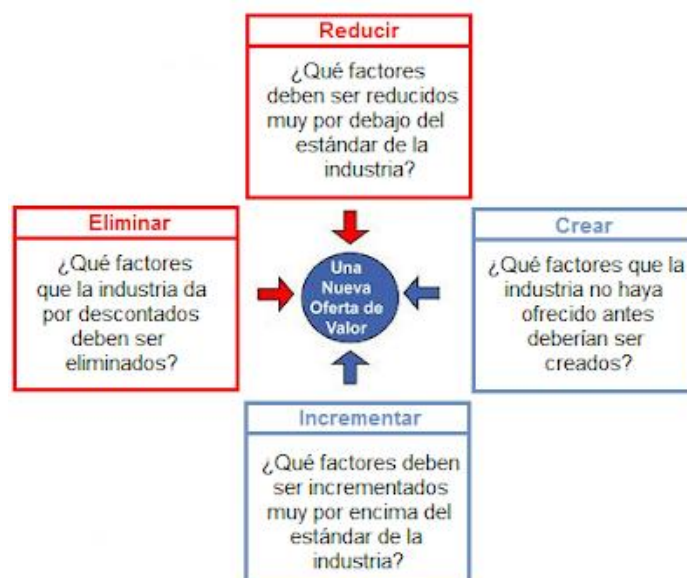 Reducir
¿Qué factores
deben ser reducidos
muy por debajo del
estándar de la
industria?
Eliminar
¿Qué factores
que la industria da
por descontados
deben ser
eliminados?
Una
Nueva
Oferta de
Valor
Crear
¿Qué factores que la
industria no haya
ofrecido antes
deberían ser
creados?
Incrementar
¿Qué factores deben
ser incrementados
muy por encima del
estándar de la
industria?